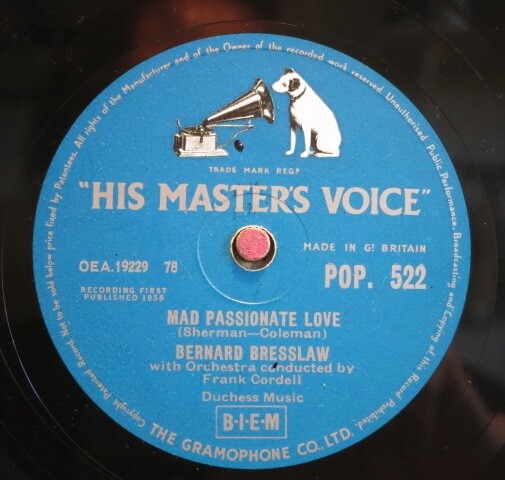 All rights of the Manufacturer and of the Owner of the recorded work reserved. Unauthorised Public Performance, Broadcasting and Copying of this Record Prohibited.
TRADE MARK REGD
"HIS MASTER'S VOICE"
MADE IN GT BRITAIN
OEA.19229 78
POP. 522
RECORDING FIRST
PUBLISHED 1958
MAD PASSIONATE LOVE
(Sherman—Coleman)
BERNARD BRESSLAW
with Orchestra conducted by
Frank Cordell
Duchess Music
B·I·E·M
Copyright Patented Record Not to be sold below price fixed by Patentees.
THE GRAMOPHONE CO., LTD.